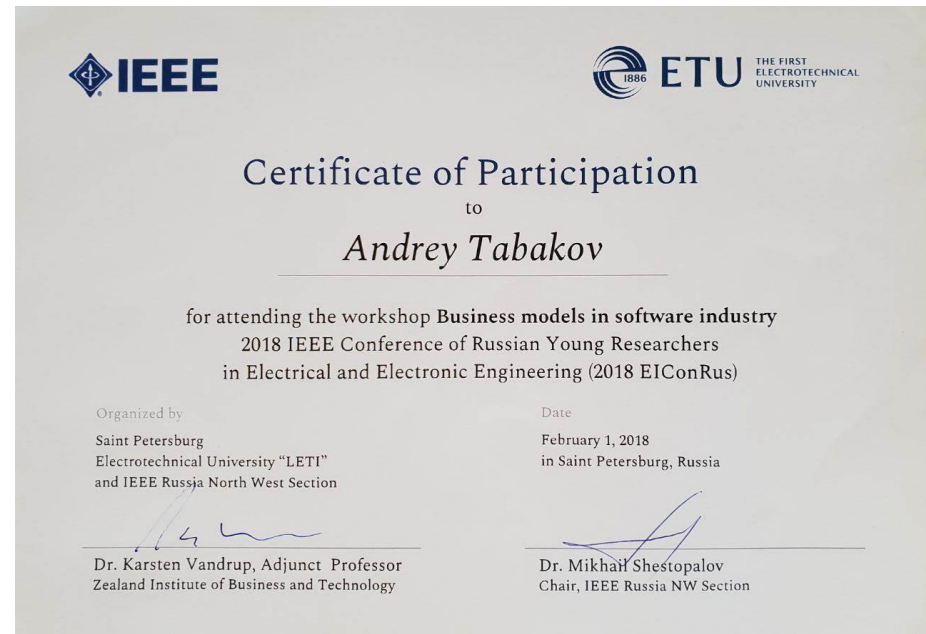 IEEE
1886
ETU
THE FIRST
ELECTROTECHNICAL
UNIVERSITY
Certificate of Participation
to
Andrey Tabakov
for attending the workshop Business models in software industry
2018 IEEE Conference of Russian Young Researchers
in Electrical and Electronic Engineering (2018 EIConRus)
Organized by
Saint Petersburg
Electrotechnical University “LETI”
and IEEE Russia North West Section
Date
February 1, 2018
in Saint Petersburg, Russia
Dr. Karsten Vandrup, Adjunct Professor
Zealand Institute of Business and Technology
Dr. Mikhail Shestopalov
Chair, IEEE Russia NW Section